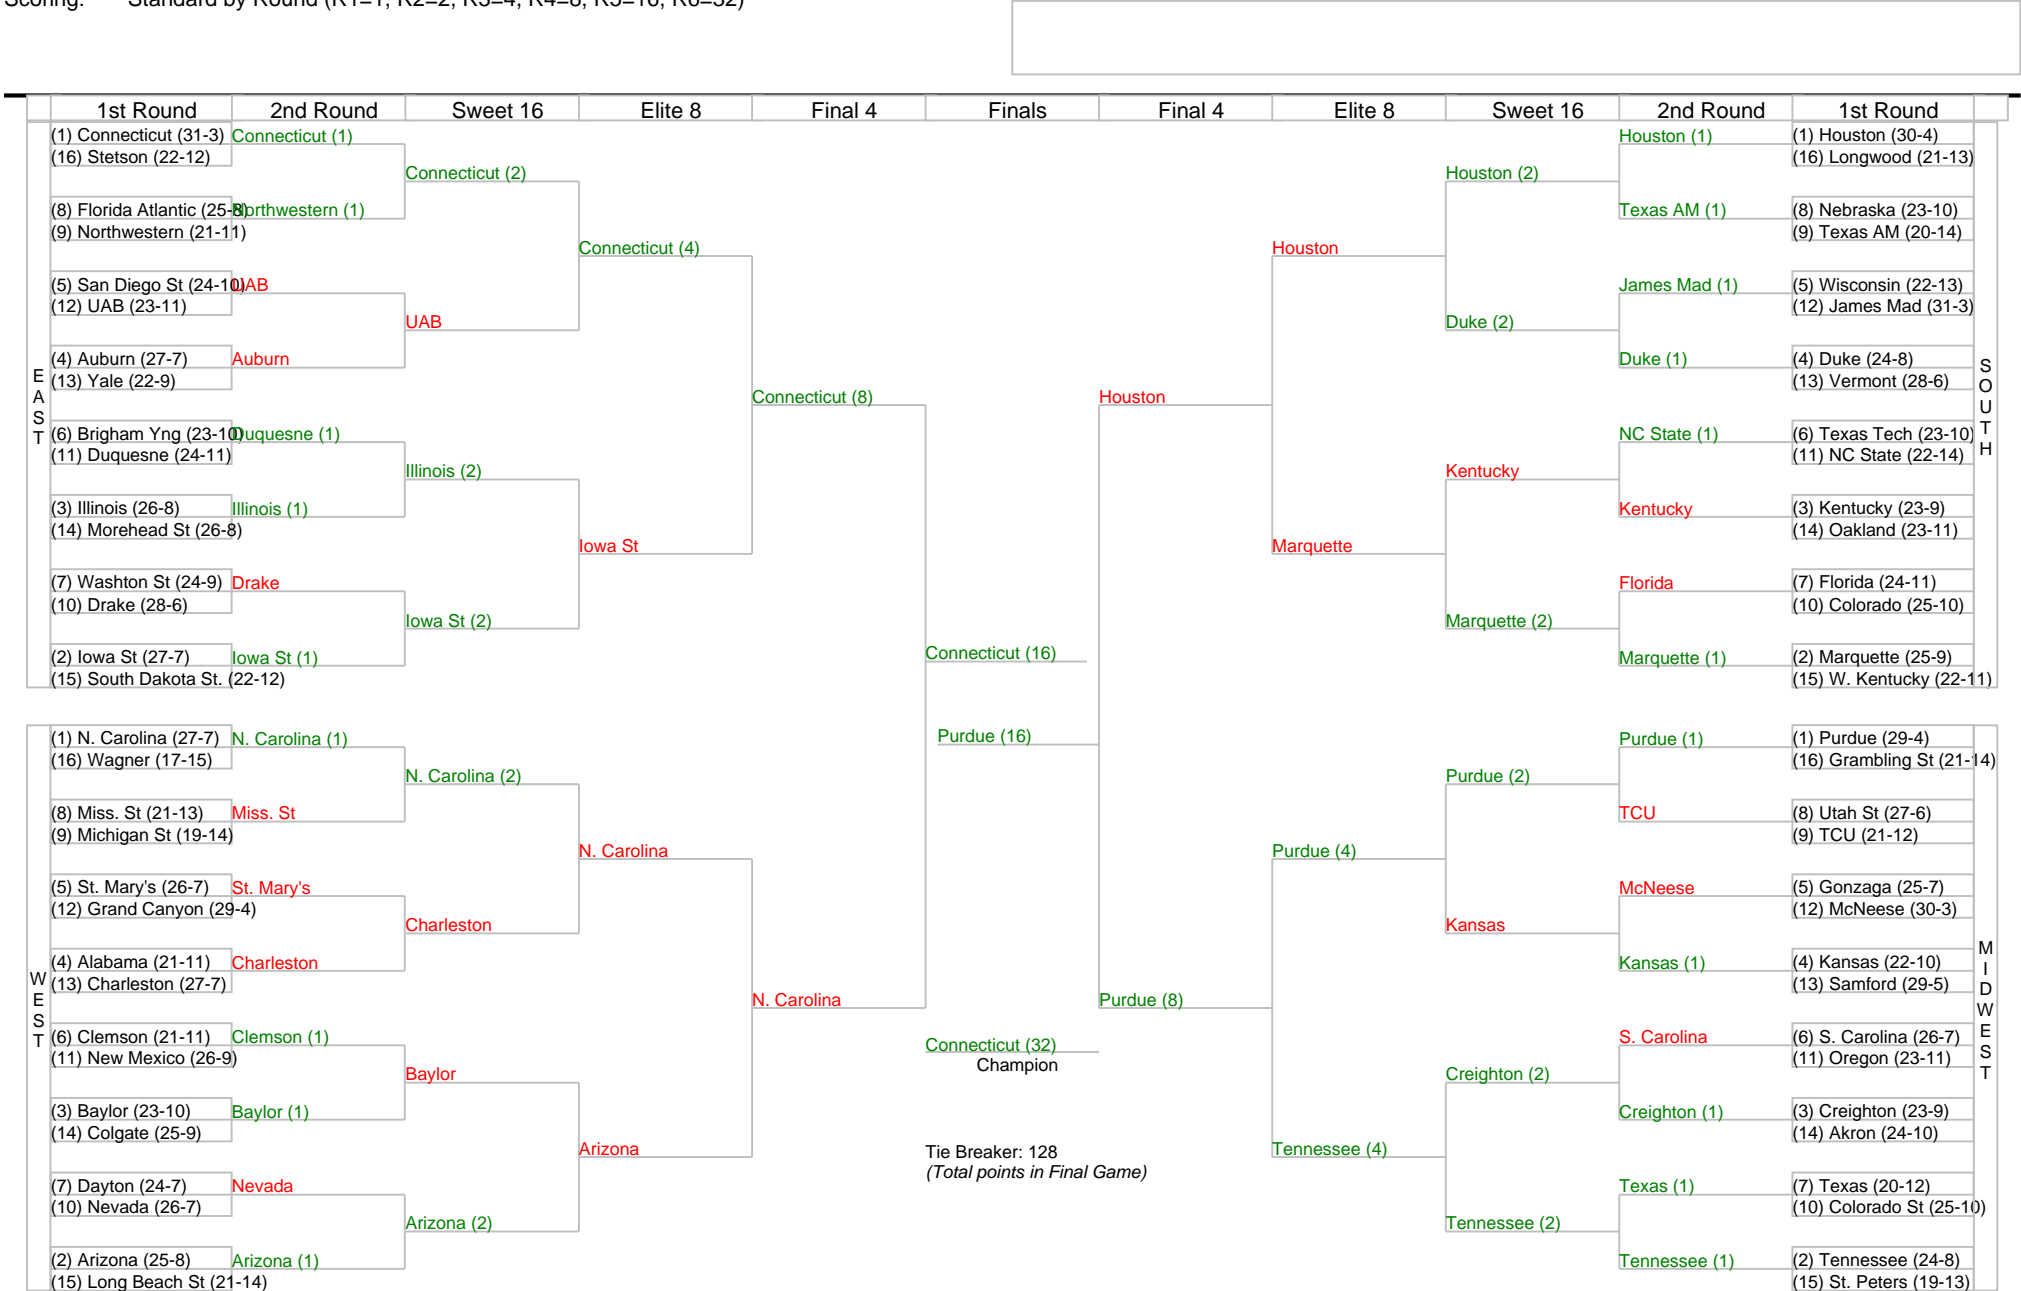 Scoring: Standard by Round (R1=1, R2=2, R3=4, R4=8, R5=16, R6=32)
1st Round 2nd Round Sweet 16 Elite 8 Final 4 Finals Final 4 Elite 8 Sweet 16 2nd Round 1st Round
EAST
(1) Connecticut (31-3)
(16) Stetson (22-12)
(8) Florida Atlantic (25-8)
(9) Northwestern (21-11)
(5) San Diego St (24-10)
(12) UAB (23-11)
(4) Auburn (27-7)
(13) Yale (22-9)
(6) Brigham Yng (23-10)
(11) Duquesne (24-11)
(3) Illinois (26-8)
(14) Morehead St (26-8)
(7) Washton St (24-9)
(10) Drake (28-6)
(2) Iowa St (27-7)
(15) South Dakota St. (22-12)
Connecticut (1)
Northwestern (1)
UAB
Auburn
Duquesne (1)
Illinois (1)
Drake
Iowa St (1)
Connecticut (2)
UAB
Illinois (2)
Iowa St (2)
Connecticut (4)
Iowa St
Connecticut (8)
WEST
(1) N. Carolina (27-7)
(16) Wagner (17-15)
(8) Miss. St (21-13)
(9) Michigan St (19-14)
(5) St. Mary's (26-7)
(12) Grand Canyon (29-4)
(4) Alabama (21-11)
(13) Charleston (27-7)
(6) Clemson (21-11)
(11) New Mexico (26-9)
(3) Baylor (23-10)
(14) Colgate (25-9)
(7) Dayton (24-7)
(10) Nevada (26-7)
(2) Arizona (25-8)
(15) Long Beach St (21-14)
N. Carolina (1)
Miss. St
St. Mary's
Charleston
Clemson (1)
Baylor (1)
Nevada
Arizona (1)
N. Carolina (2)
Charleston
Baylor
Arizona (2)
N. Carolina
Arizona
N. Carolina
Connecticut (16)
Purdue (16)
Connecticut (32)
Champion
Tie Breaker: 128
(Total points in Final Game)
Houston
Purdue (8)
Houston
Marquette
Houston (2)
Duke (2)
Kentucky
Marquette (2)
Houston (1)
Texas AM (1)
James Mad (1)
Duke (1)
NC State (1)
Kentucky
Florida
Marquette (1)
(1) Houston (30-4)
(16) Longwood (21-13)
(8) Nebraska (23-10)
(9) Texas AM (20-14)
(5) Wisconsin (22-13)
(12) James Mad (31-3)
(4) Duke (24-8)
(13) Vermont (28-6)
(6) Texas Tech (23-10)
(11) NC State (22-14)
(3) Kentucky (23-9)
(14) Oakland (23-11)
(7) Florida (24-11)
(10) Colorado (25-10)
(2) Marquette (25-9)
(15) W. Kentucky (22-11)
SOUTH
Purdue (4)
Tennessee (4)
Purdue (2)
Kansas
Creighton (2)
Tennessee (2)
Purdue (1)
TCU
McNeese
Kansas (1)
S. Carolina
Creighton (1)
Texas (1)
Tennessee (1)
(1) Purdue (29-4)
(16) Grambling St (21-14)
(8) Utah St (27-6)
(9) TCU (21-12)
(5) Gonzaga (25-7)
(12) McNeese (30-3)
(4) Kansas (22-10)
(13) Samford (29-5)
(6) S. Carolina (26-7)
(11) Oregon (23-11)
(3) Creighton (23-9)
(14) Akron (24-10)
(7) Texas (20-12)
(10) Colorado St (25-10)
(2) Tennessee (24-8)
(15) St. Peters (19-13)
MIDWEST